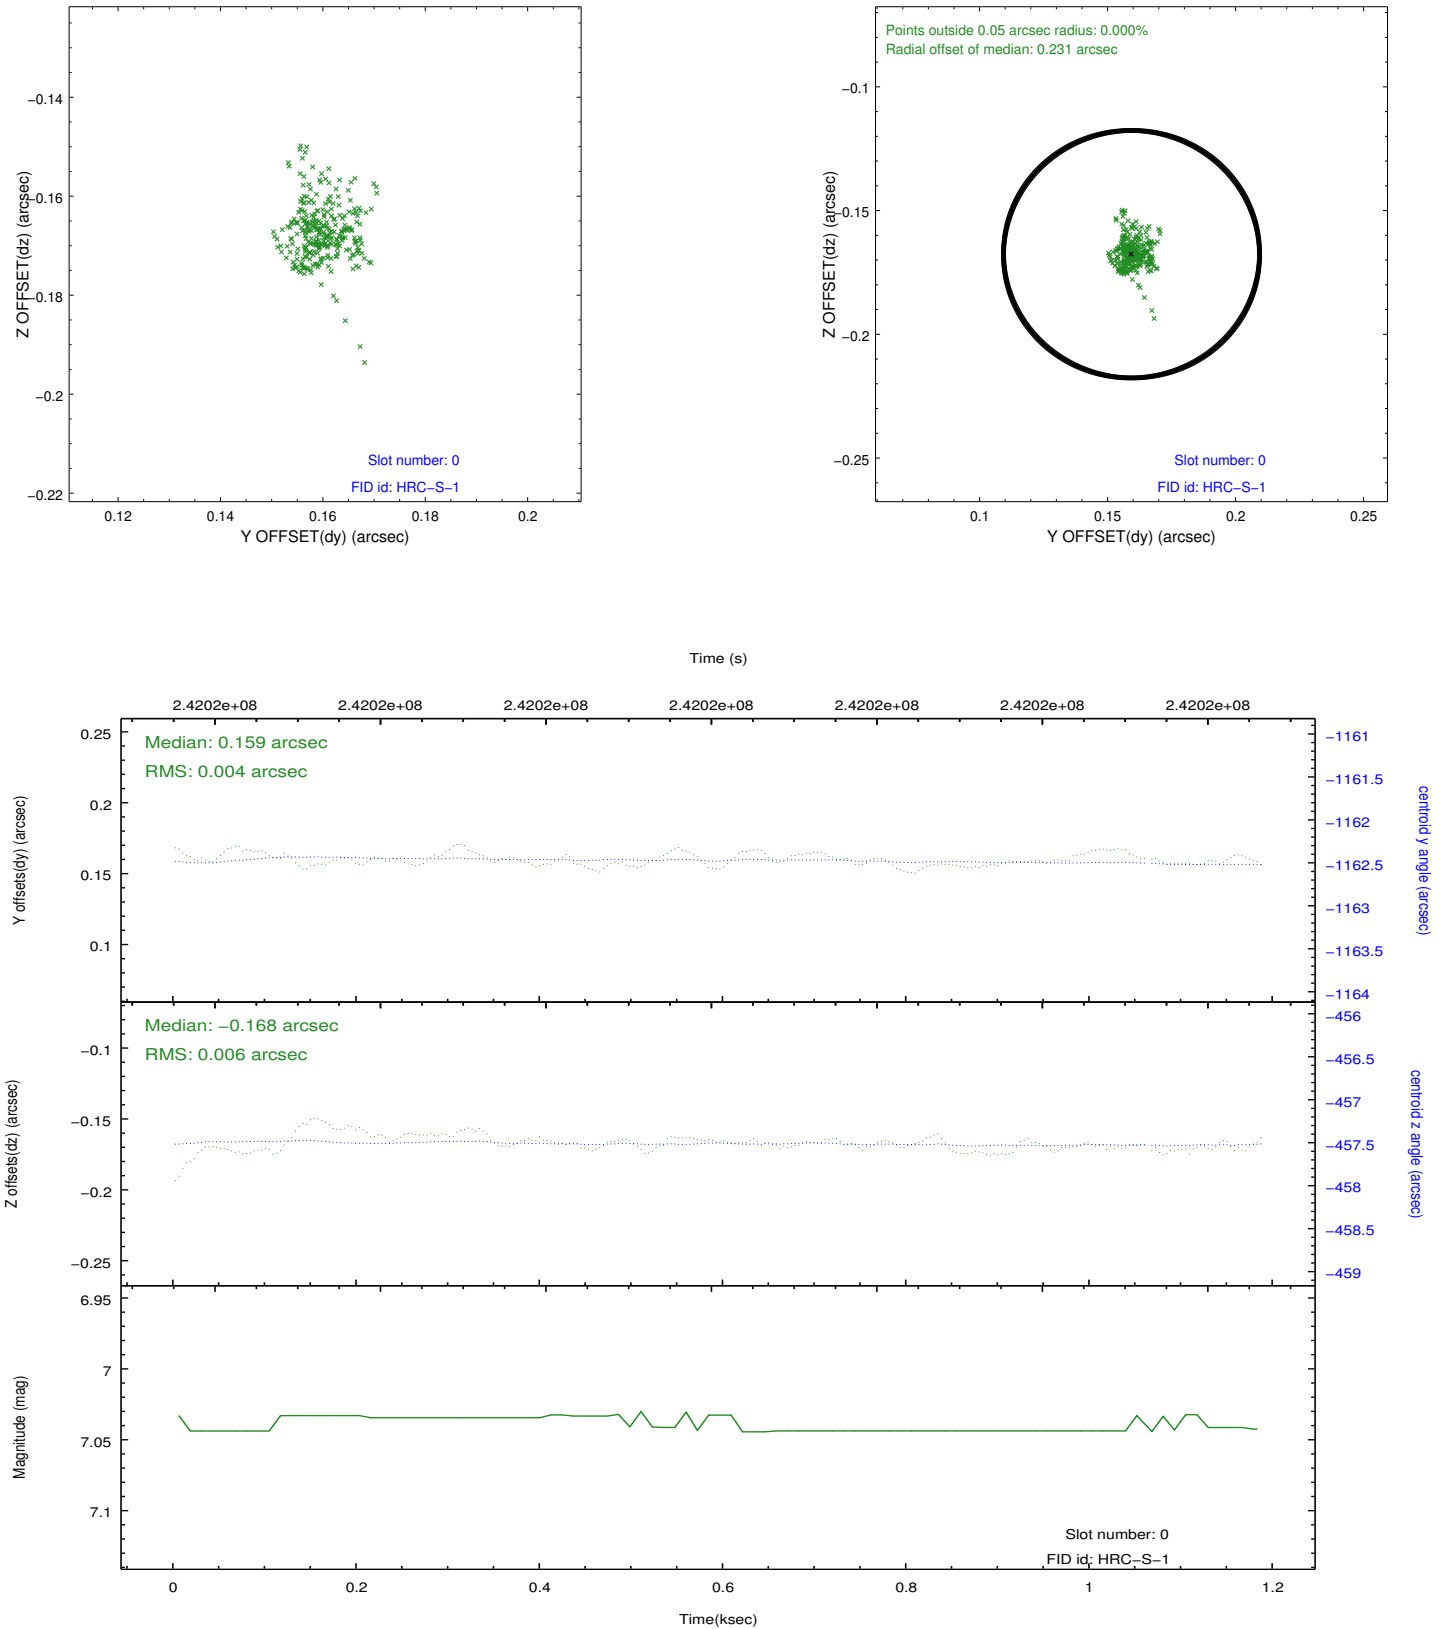 −0.14
−0.16
−0.18
−0.2
−0.22
Z OFFSET(dz) (arcsec)
Slot number: 0
FID id: HRC−S−1
0.12
0.14
0.16
0.18
0.2
Y OFFSET(dy) (arcsec)
Points outside 0.05 arcsec radius: 0.000%
Radial offset of median: 0.231 arcsec
−0.1
−0.15
−0.2
−0.25
Z OFFSET(dz) (arcsec)
Slot number: 0
FID id: HRC−S−1
0.1
0.15
0.2
0.25
Y OFFSET(dy) (arcsec)
Time (s)
2.4202e+08
2.4202e+08
2.4202e+08
2.4202e+08
2.4202e+08
2.4202e+08
2.4202e+08
Median: 0.159 arcsec
RMS: 0.004 arcsec
0.25
0.2
0.15
0.1
Y offsets(dy) (arcsec)
−1161
−1161.5
−1162
−1162.5
−1163
−1163.5
−1164
centroid y angle (arcsec)
Median: −0.168 arcsec
RMS: 0.006 arcsec
−0.1
−0.15
−0.2
−0.25
Z offsets(dz) (arcsec)
−456
−456.5
−457
−457.5
−458
−458.5
−459
centroid z angle (arcsec)
6.95
7
7.05
7.1
Magnitude (mag)
Slot number: 0
FID id: HRC−S−1
0
0.2
0.4
0.6
0.8
1
1.2
Time(ksec)